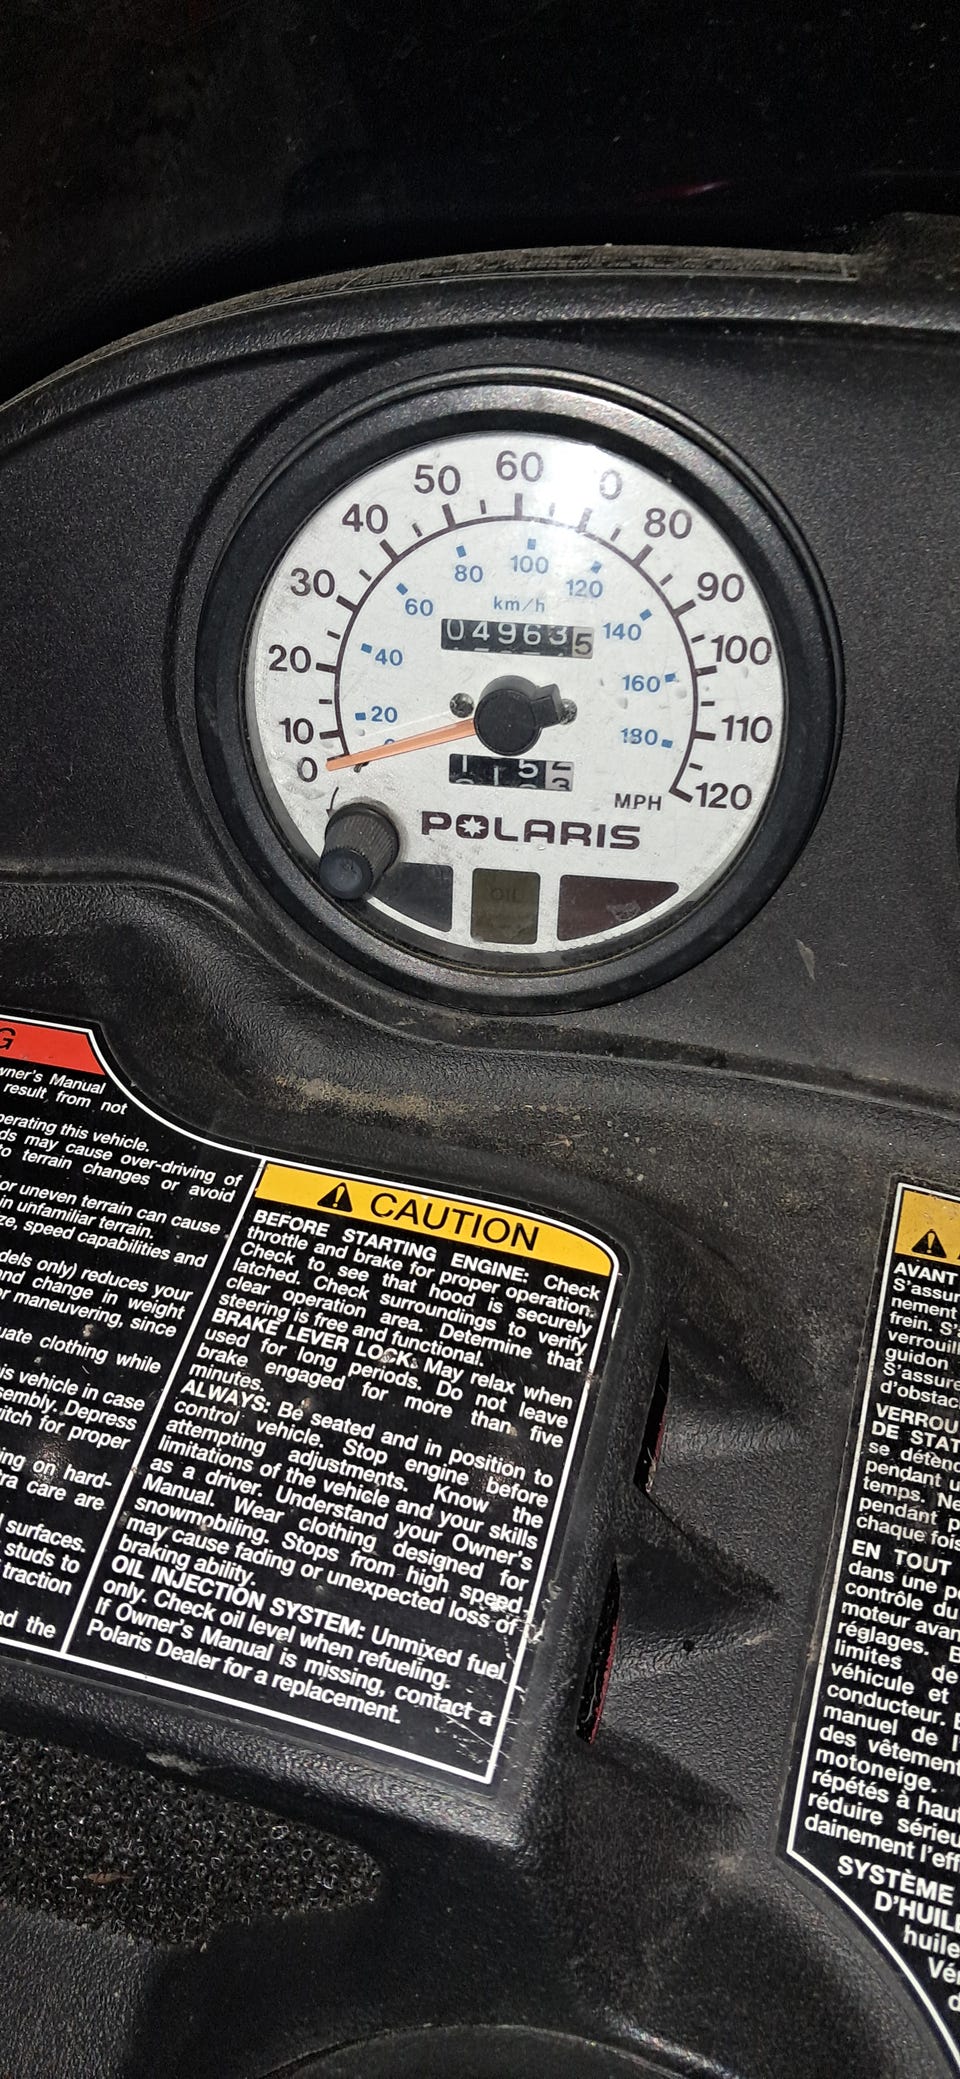 50
60
0
40
80
30
90
100
80
120
60
km/h
04963 5
140
20
40
100
160
10
20
180
110
0
MPH
120
POLARIS
OIL
G
wner's Manual
result from not
erating this vehicle.
ds may cause over-driving of
to terrain changes or avoid
or uneven terrain can cause
in unfamiliar terrain.
ze, speed capabilities and
dels only) reduces your
and change in weight
or maneuvering, since
uate clothing while
is vehicle in case
sembly. Depress
witch for proper
ing on hard-
tra care are
surfaces.
studs to
traction
ad the
CAUTION
BEFORE STARTING ENGINE: Check
throttle and brake for proper operation.
Check to see that hood is securely
latched. Check surroundings to verify
clear operation area. Determine that
steering is free and functional.
BRAKE LEVER LOCK: May relax when
used for long periods. Do not leave
brake engaged for more than five
minutes.
ALWAYS: Be seated and in position to
control vehicle. Stop engine before
attempting adjustments. Know the
limitations of the vehicle and your skills
as a driver. Understand your Owner's
Manual. Wear clothing designed for
snowmobiling. Stops from high speed
may cause fading or unexpected loss of
braking ability.
OIL INJECTION SYSTEM: Unmixed fuel
only. Check oil level when refueling.
If Owner's Manual is missing, contact a
Polaris Dealer for a replacement.
AVANT
S'assur
nement
frein. S'
verrouil
guidon
S'assure
d'obstac
VERROU
DE STAT
se déten
pendant u
temps. Ne
pendant p
chaque fois
EN TOUT
dans une po
contrôle du
moteur avan
réglages. E
limites de
véhicule et
conducteur. E
manuel de l'
des vêtement
motoneige.
répétés à haut
réduire sérieu
dainement l'eff
SYSTÈME
D'HUILE
huile
Vér
d